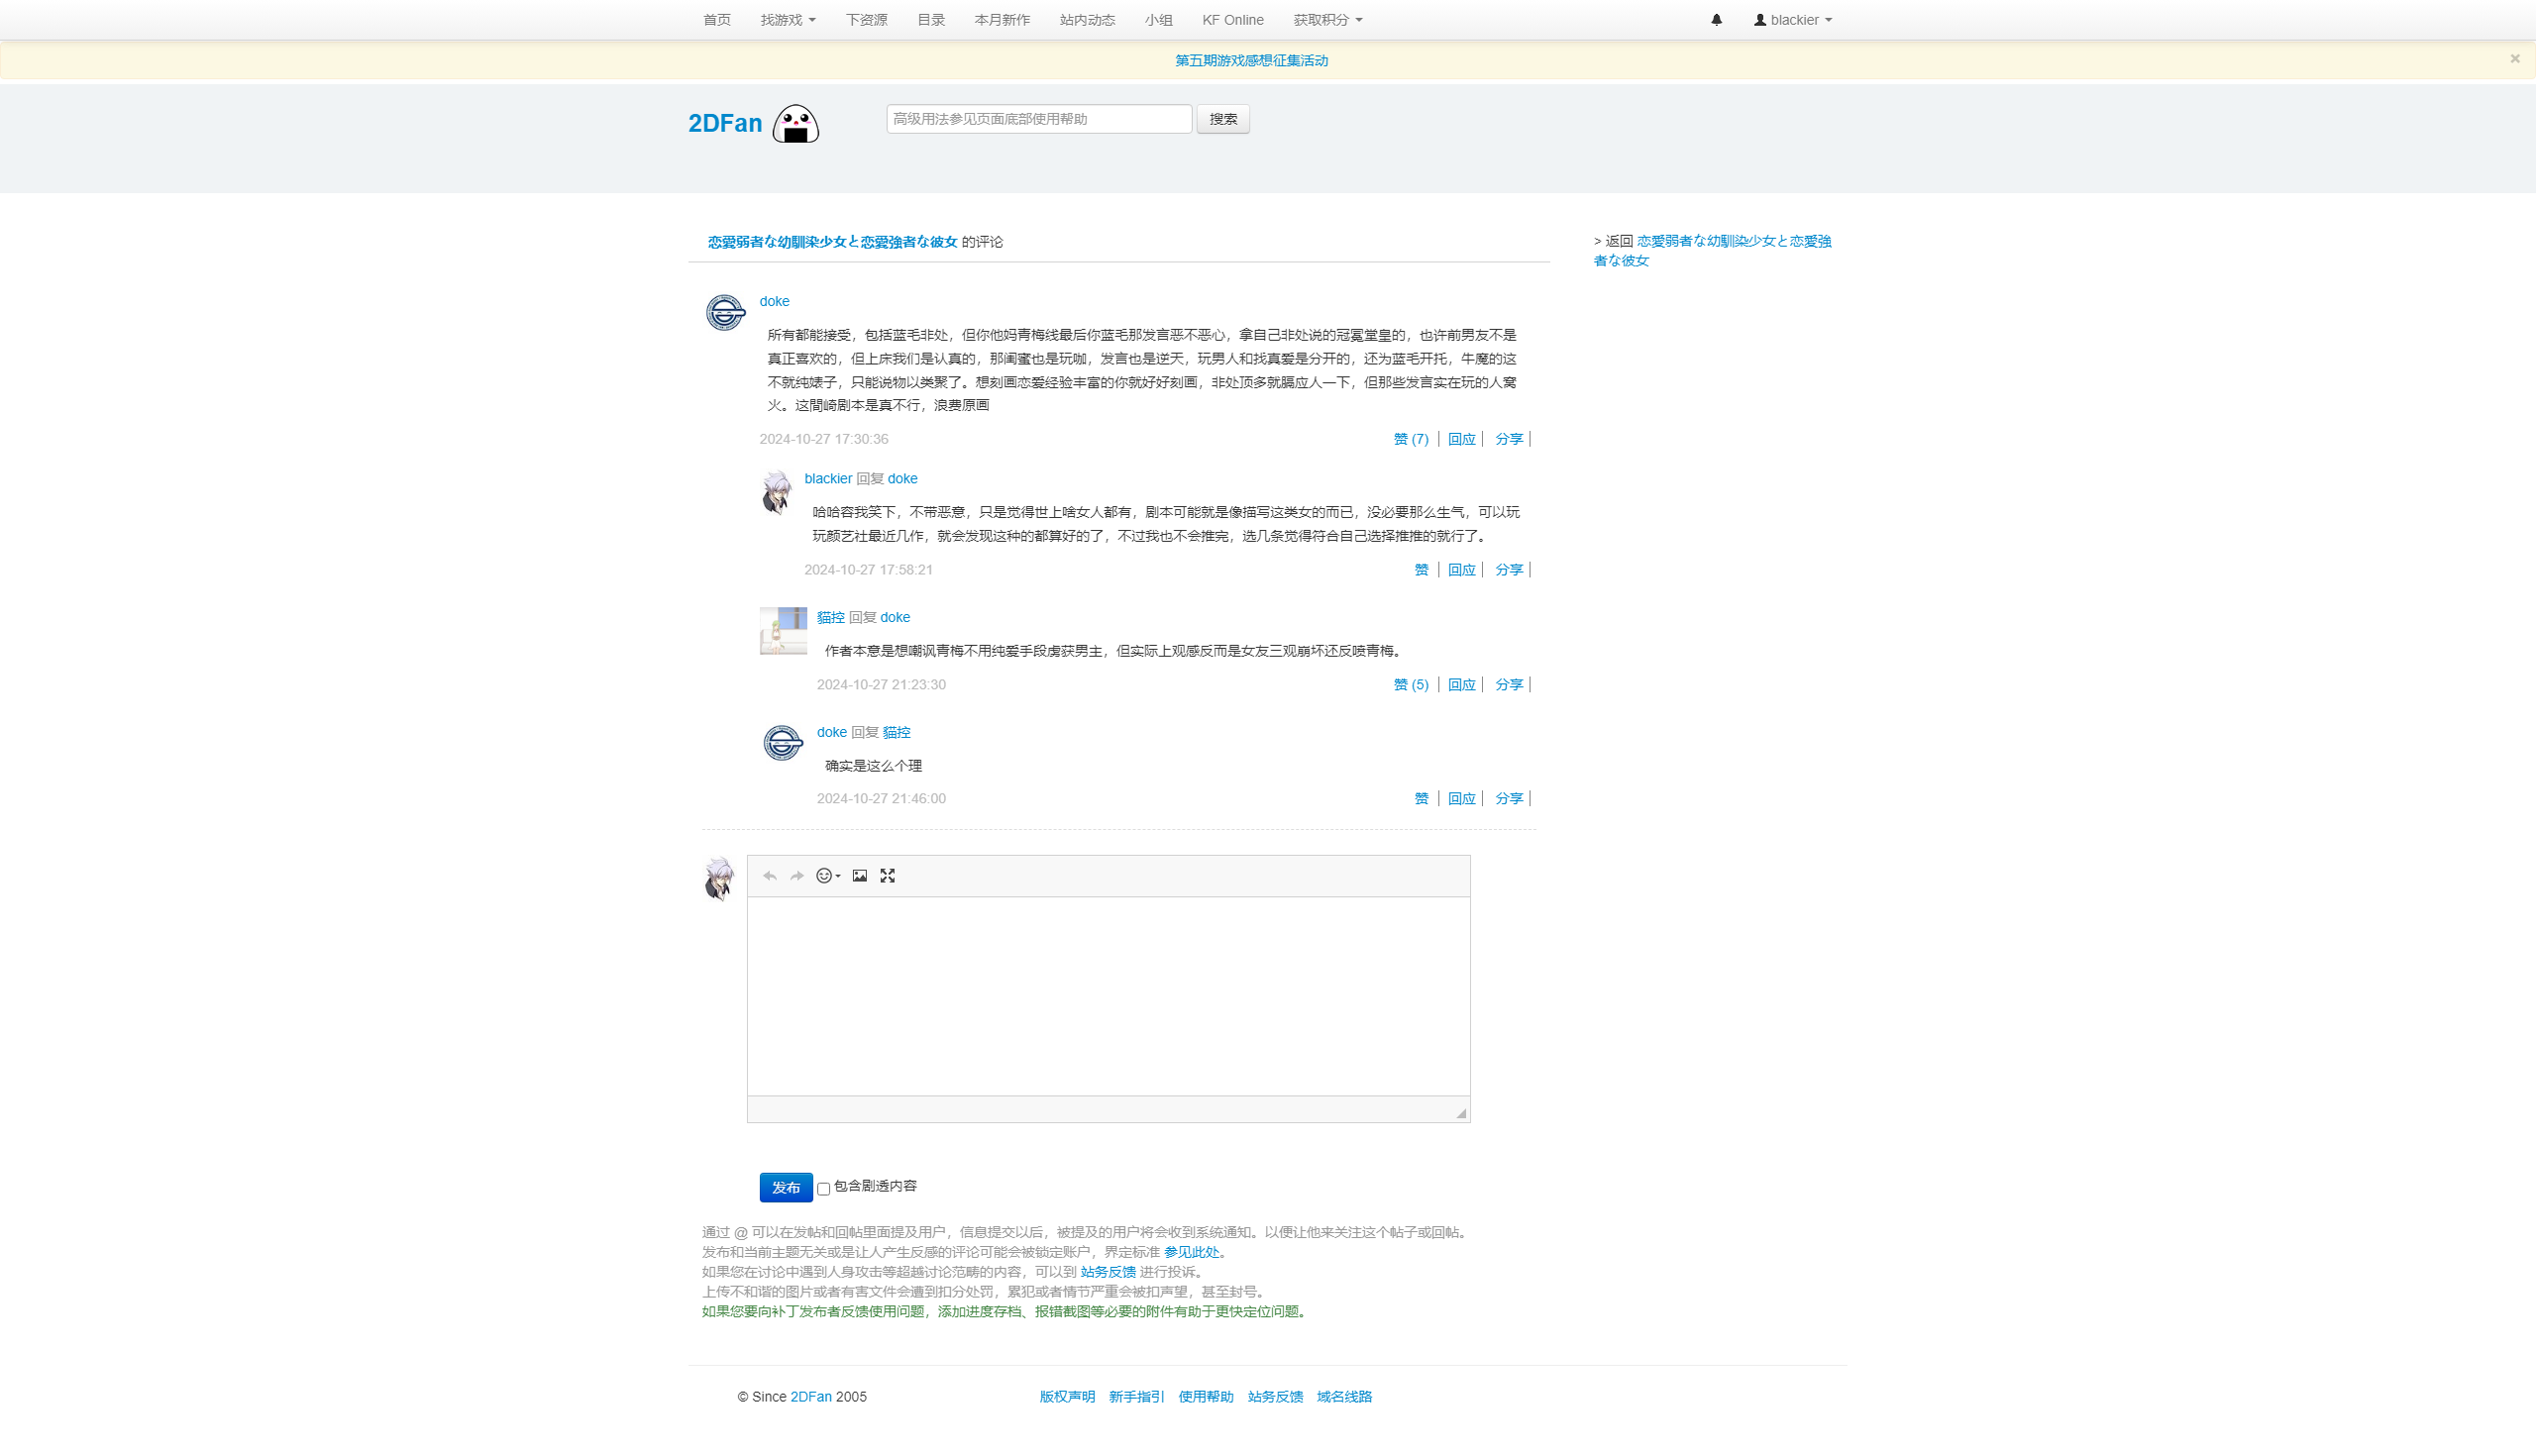 首页 找游戏 下资源 目录 本月新作 站内动态 小组 KF Online 获取积分 blackier
第五期游戏感想征集活动 ×
2DFan 高级用法参见页面底部使用帮助 搜索
恋愛弱者な幼馴染少女と恋愛強者な彼女 的评论
> 返回 恋愛弱者な幼馴染少女と恋愛強
者な彼女
doke
所有都能接受，包括蓝毛非处，但你他妈青梅线最后你蓝毛那发言恶不恶心，拿自己非处说的冠冕堂皇的，也许前男友不是
真正喜欢的，但上床我们是认真的，那闺蜜也是玩咖，发言也是逆天，玩男人和找真爱是分开的，还为蓝毛开托，牛魔的这
不就纯婊子，只能说物以类聚了。想刻画恋爱经验丰富的你就好好刻画，非处顶多就膈应人一下，但那些发言实在玩的人窝
火。这間崎剧本是真不行，浪费原画
2024-10-27 17:30:36 赞 (7) 回应 分享
blackier 回复 doke
哈哈容我笑下，不带恶意，只是觉得世上啥女人都有，剧本可能就是像描写这类女的而已，没必要那么生气，可以玩
玩颜艺社最近几作，就会发现这种的都算好的了，不过我也不会推完，选几条觉得符合自己选择推推的就行了。
2024-10-27 17:58:21 赞 回应 分享
貓控 回复 doke
作者本意是想嘲讽青梅不用纯爱手段虏获男主，但实际上观感反而是女友三观崩坏还反喷青梅。
2024-10-27 21:23:30 赞 (5) 回应 分享
doke 回复 貓控
确实是这么个理
2024-10-27 21:46:00 赞 回应 分享
发布 包含剧透内容
通过 @ 可以在发帖和回帖里面提及用户，信息提交以后，被提及的用户将会收到系统通知。以便让他来关注这个帖子或回帖。
发布和当前主题无关或是让人产生反感的评论可能会被锁定账户，界定标准 参见此处。
如果您在讨论中遇到人身攻击等超越讨论范畴的内容，可以到 站务反馈 进行投诉。
上传不和谐的图片或者有害文件会遭到扣分处罚，累犯或者情节严重会被扣声望，甚至封号。
如果您要向补丁发布者反馈使用问题，添加进度存档、报错截图等必要的附件有助于更快定位问题。
© Since 2DFan 2005 版权声明 新手指引 使用帮助 站务反馈 域名线路